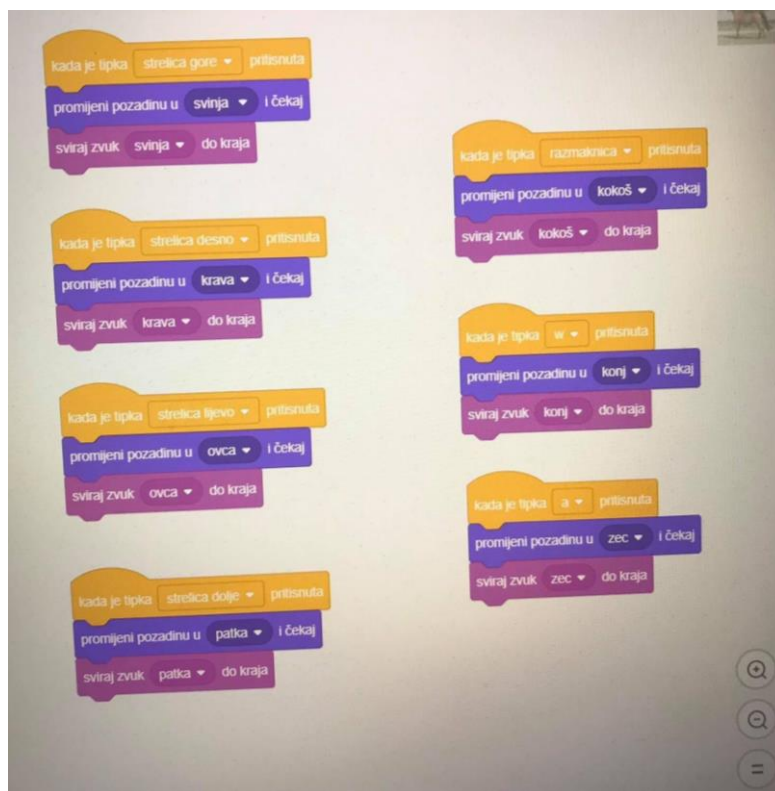 kada je tipka strelica gore pritisnuta
promijeni pozadinu u svinja i čekaj
sviraj zvuk svinja do kraja
kada je tipka strelica desno pritisnuta
promijeni pozadinu u krava i čekaj
sviraj zvuk krava do kraja
kada je tipka strelica lijevo pritisnuta
promijeni pozadinu u ovca i čekaj
sviraj zvuk ovca do kraja
kada je tipka strelica dolje pritisnuta
promijeni pozadinu u patka i čekaj
sviraj zvuk patka do kraja
kada je tipka razmaknica pritisnuta
promijeni pozadinu u kokoš i čekaj
sviraj zvuk kokoš do kraja
kada je tipka w pritisnuta
promijeni pozadinu u konj i čekaj
sviraj zvuk konj do kraja
kada je tipka a pritisnuta
promijeni pozadinu u zec i čekaj
sviraj zvuk zec do kraja